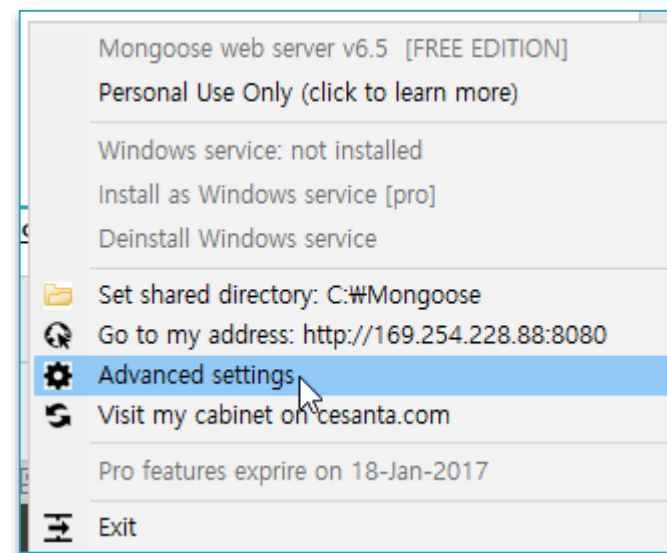 Mongoose web server v6.5 [FREE EDITION]
Personal Use Only (click to learn more)
Windows service: not installed
Install as Windows service [pro]
Deinstall Windows service
Set shared directory: C:₩Mongoose
Go to my address: http://169.254.228.88:8080
Advanced settings
Visit my cabinet on cesanta.com
Pro features exprire on 18-Jan-2017
Exit